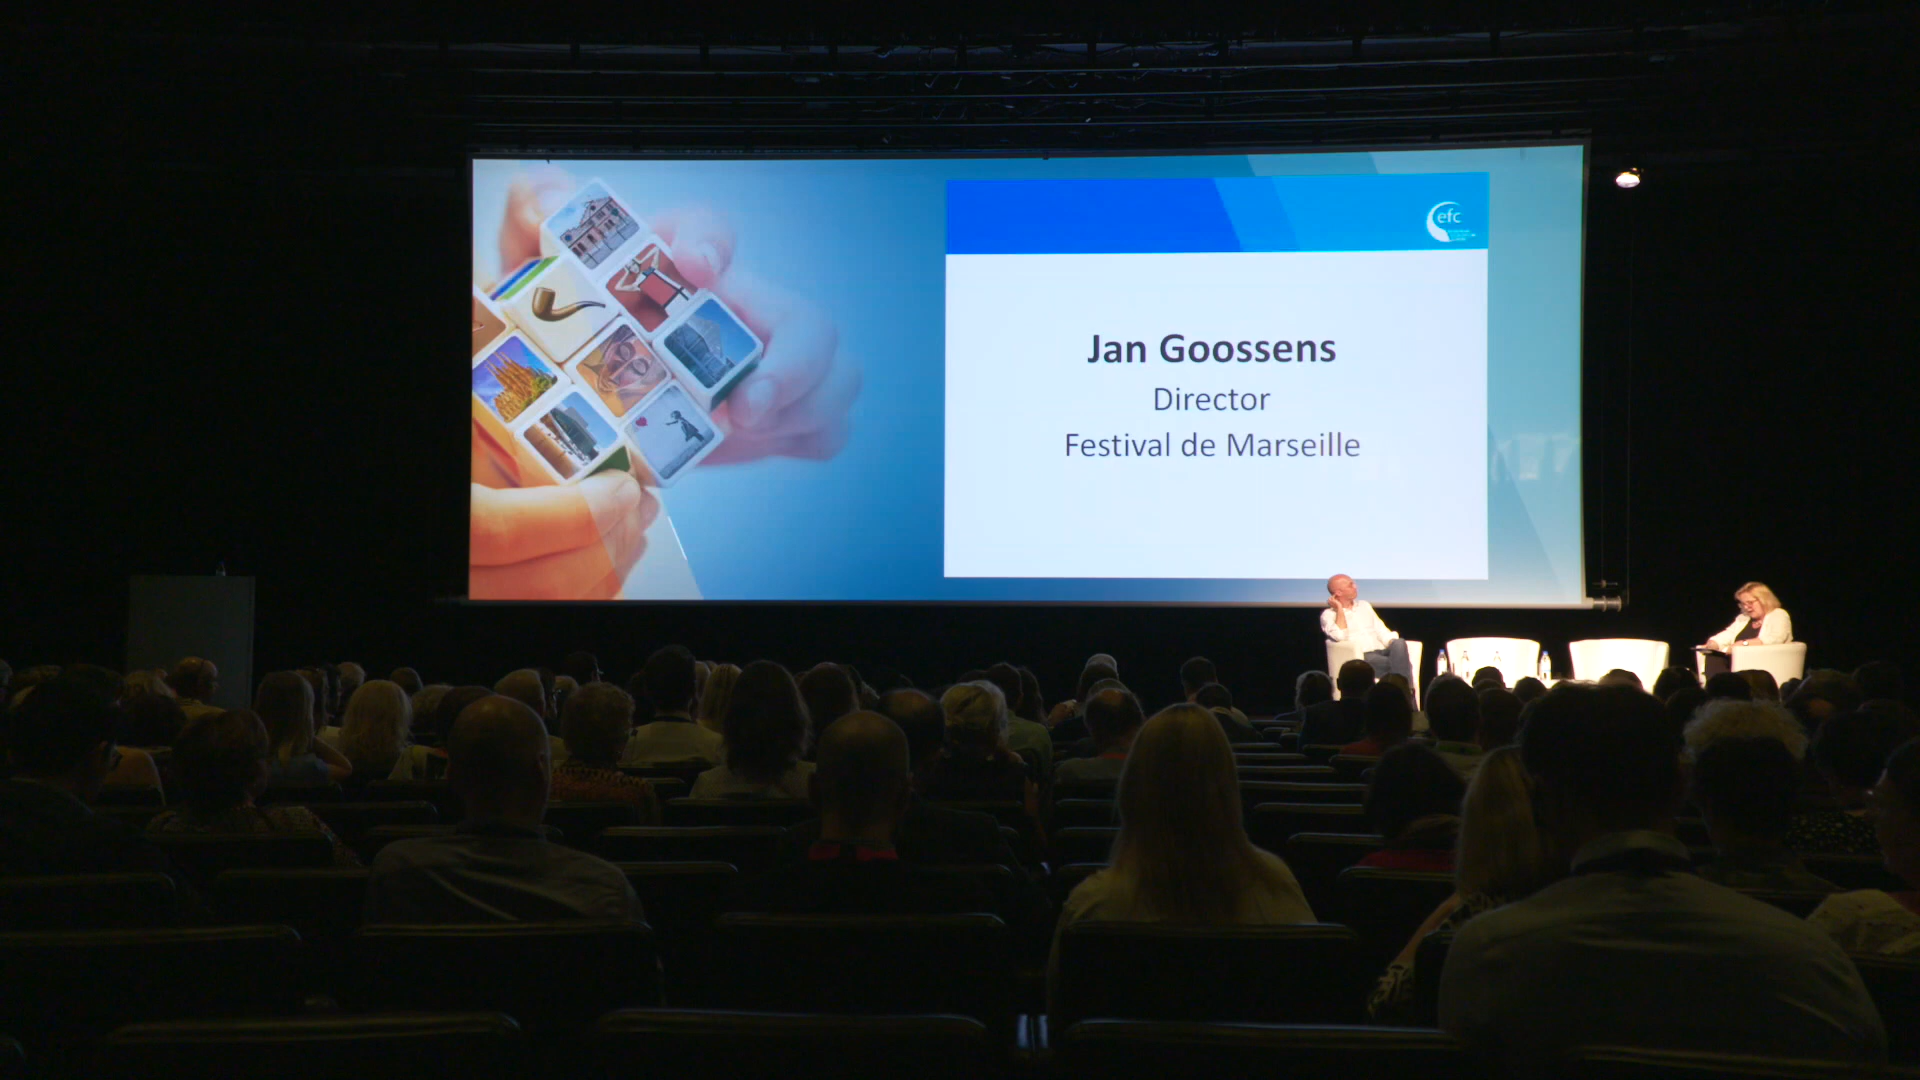 efc
Jan Goossens
Director
Festival de Marseille